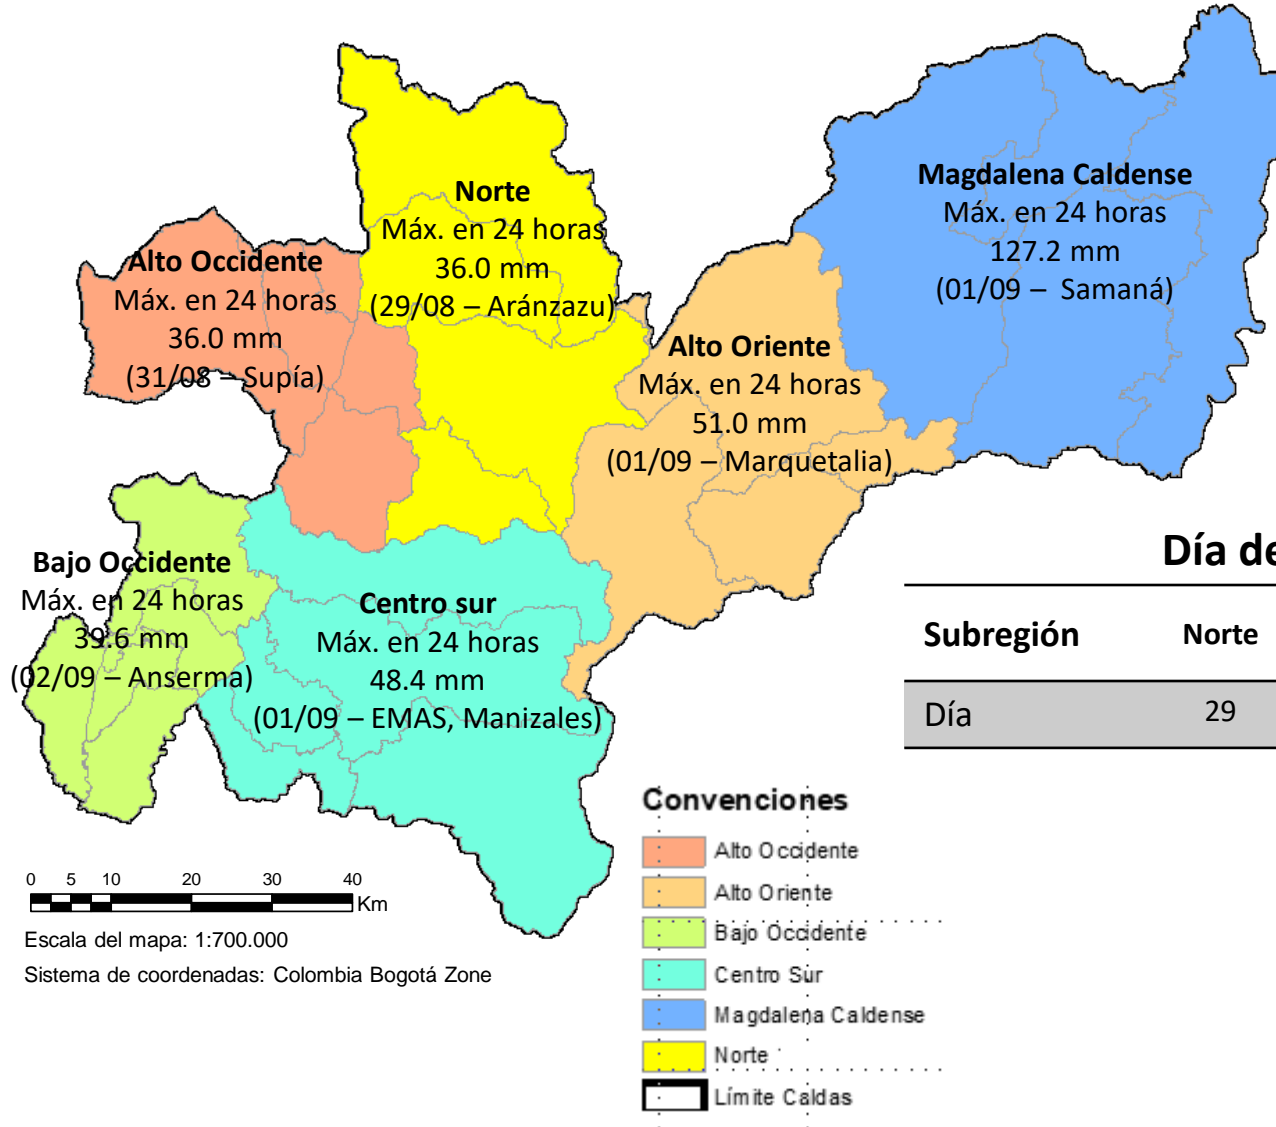 Norte
Máx. en 24 horas
36.0 mm
(29/08 – Aránzazu)
Magdalena Caldense
Máx. en 24 horas
127.2 mm
(01/09 – Samaná)
Alto Occidente
Máx. en 24 horas
36.0 mm
(31/08 – Supía)
Alto Oriente
Máx. en 24 horas
51.0 mm
(01/09 – Marquetalia)
Bajo Occidente
Máx. en 24 horas
39.6 mm
(02/09 – Anserma)
Centro sur
Máx. en 24 horas
48.4 mm
(01/09 – EMAS, Manizales)
Día de
Subregión Norte
Día 29
0 5 10 20 30 40
Km
Escala del mapa: 1:700.000
Sistema de coordenadas: Colombia Bogotá Zone
Convenciones
Alto Occidente
Alto Oriente
Bajo Occidente
Centro Sur
Magdalena Caldense
Norte
Límite Caldas